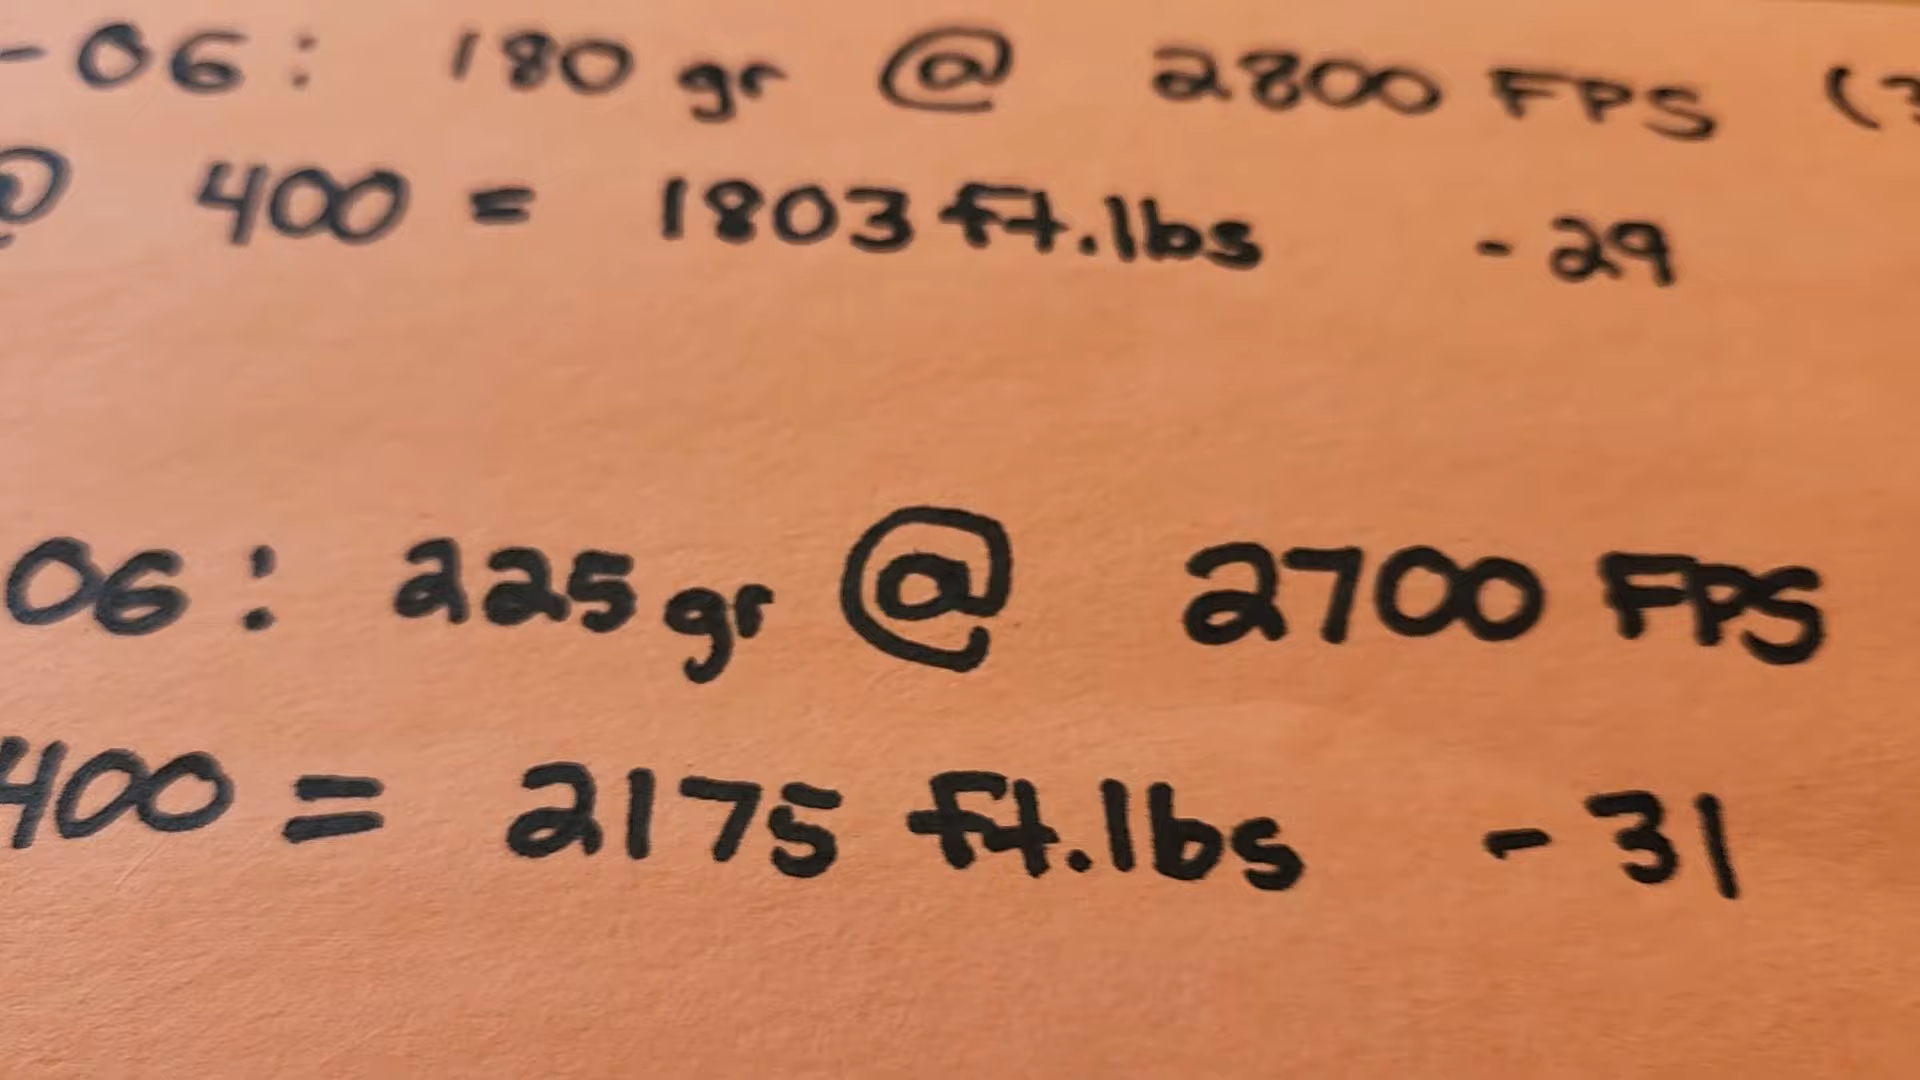 -06: 180 gr @ 2800 FPS (
@ 400 = 1803 ft.lbs -29
06: 225 gr @ 2700 FPS
400 = 2175 ft.lbs -31